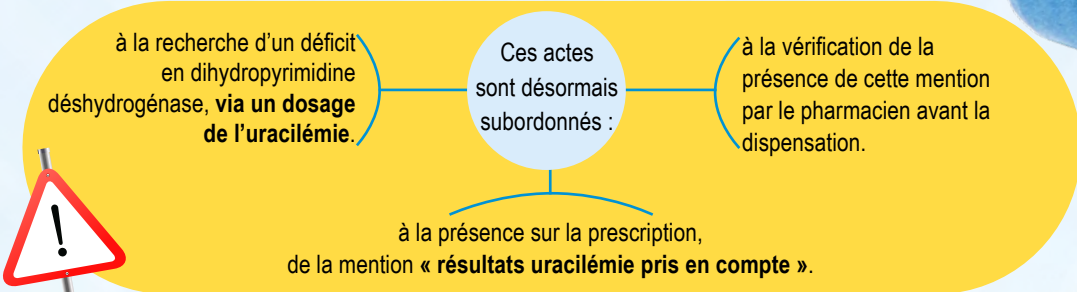 Ces actes
sont désormais
subordonnés :
à la recherche d’un déficit
en dihydropyrimidine
déshydrogénase, via un dosage
de l’uracilémie.
à la présence sur la prescription,
de la mention « résultats uracilémie pris en compte ».
à la vérification de la
présence de cette mention
par le pharmacien avant la
dispensation.
!